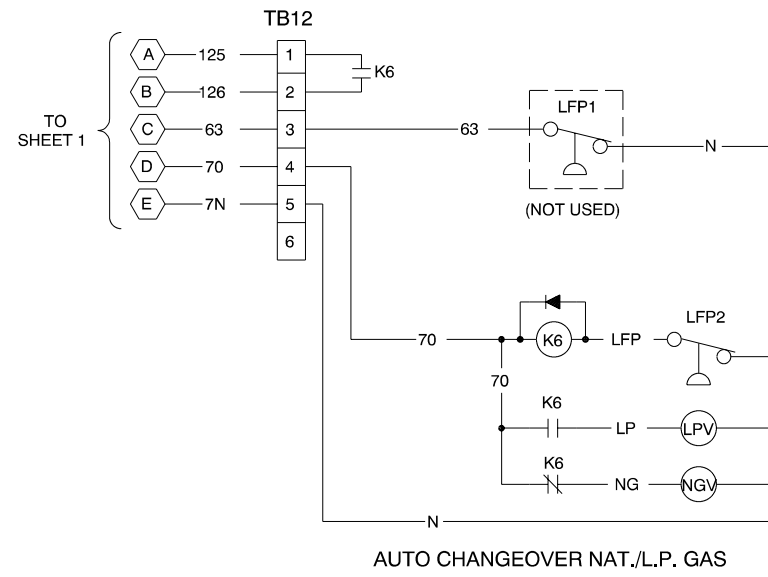 TB12
A 125 1
K6
B 126 2
LFP1
TO
SHEET 1
C 63 3 63
N
D 70 4
E 7N 5
(NOT USED)
6
LFP2
70 K6 LFP
70
K6
LP LPV
K6
NG NGV
N
AUTO CHANGEOVER NAT./L.P. GAS